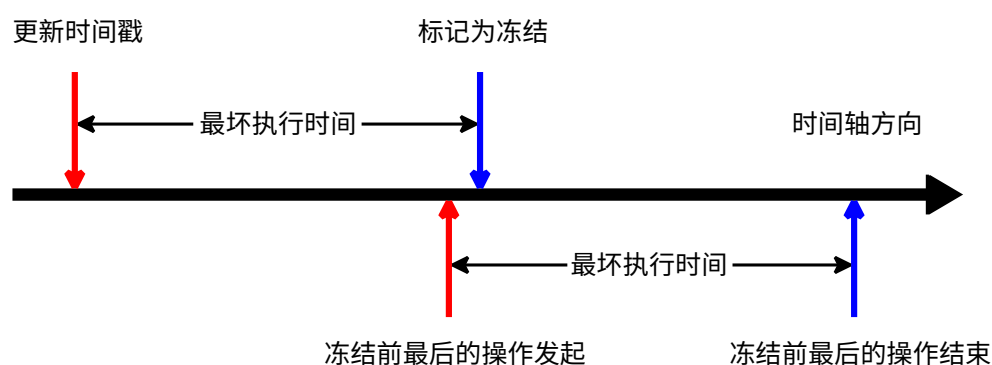 更新时间戳
标记为冻结
最坏执行时间
时间轴方向
最坏执行时间
冻结前最后的操作发起
冻结前最后的操作结束